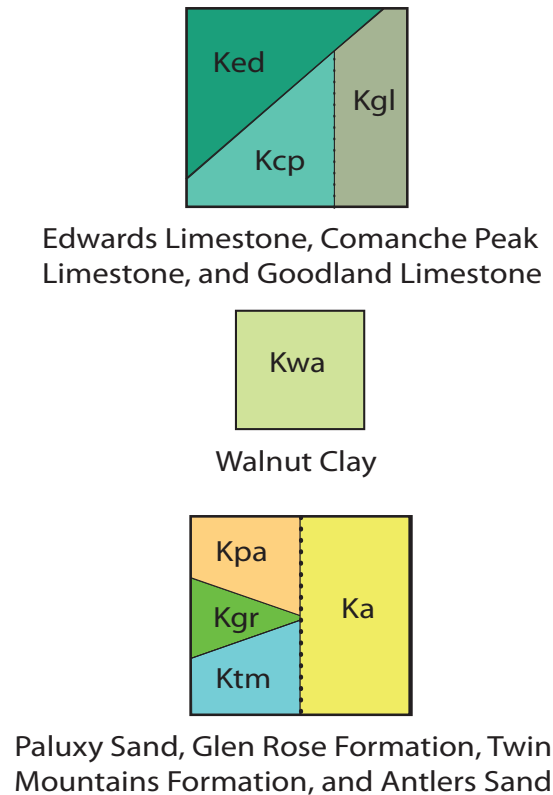 Ked
Kgl
Kcp
Edwards Limestone, Comanche Peak
Limestone, and Goodland Limestone
Kwa
Walnut Clay
Kpa
Kgr
Ka
Ktm
Paluxy Sand, Glen Rose Formation, Twin
Mountains Formation, and Antlers Sand